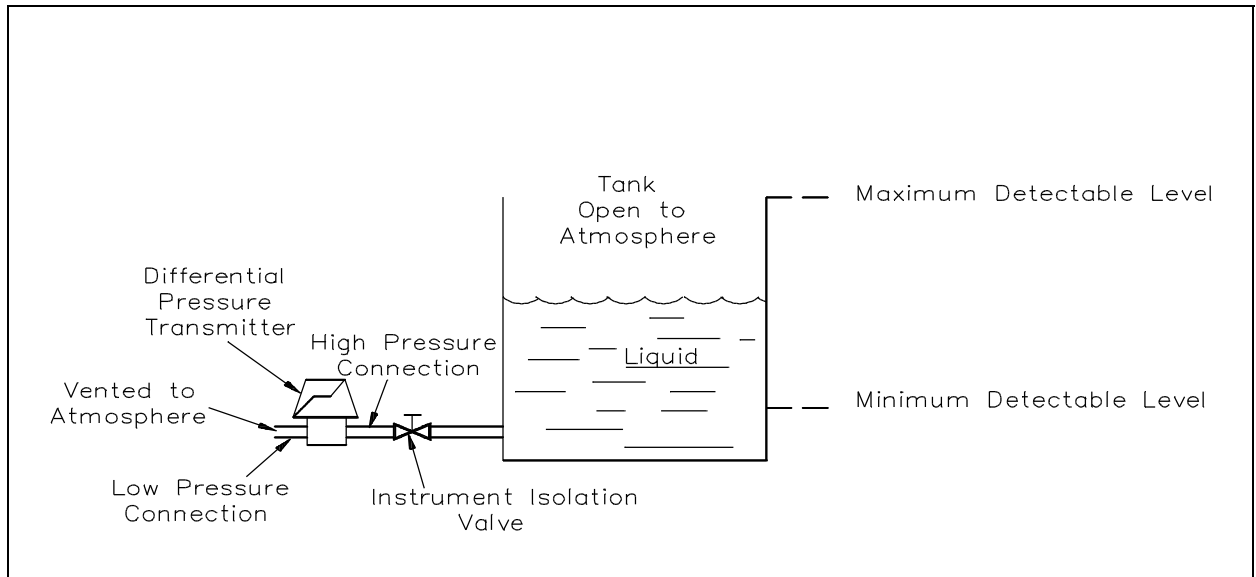 Tank
Open to
Atmosphere
Maximum Detectable Level
Differential
Pressure
Transmitter
High Pressure
Connection
Liquid
Vented to
Atmosphere
Minimum Detectable Level
Low Pressure
Connection
Instrument Isolation
Valve